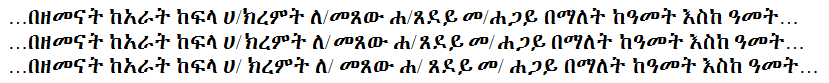 …በዘመናት ከአራት ከፍላ ሀ/ክረምት ለ/መጸው ሐ/ጸደይ መ/ሐጋይ በማለት ከዓመት እስከ ዓመት…
…በዘመናት ከአራት ከፍላ ሀ/ክረምት ለ/መጸው ሐ/ጸደይ መ/ሐጋይ በማለት ከዓመት እስከ ዓመት…
…በዘመናት ከአራት ከፍላ ሀ/ ክረምት ለ/ መጸው ሐ/ ጸደይ መ/ ሐጋይ በማለት ከዓመት እስከ ዓመት…